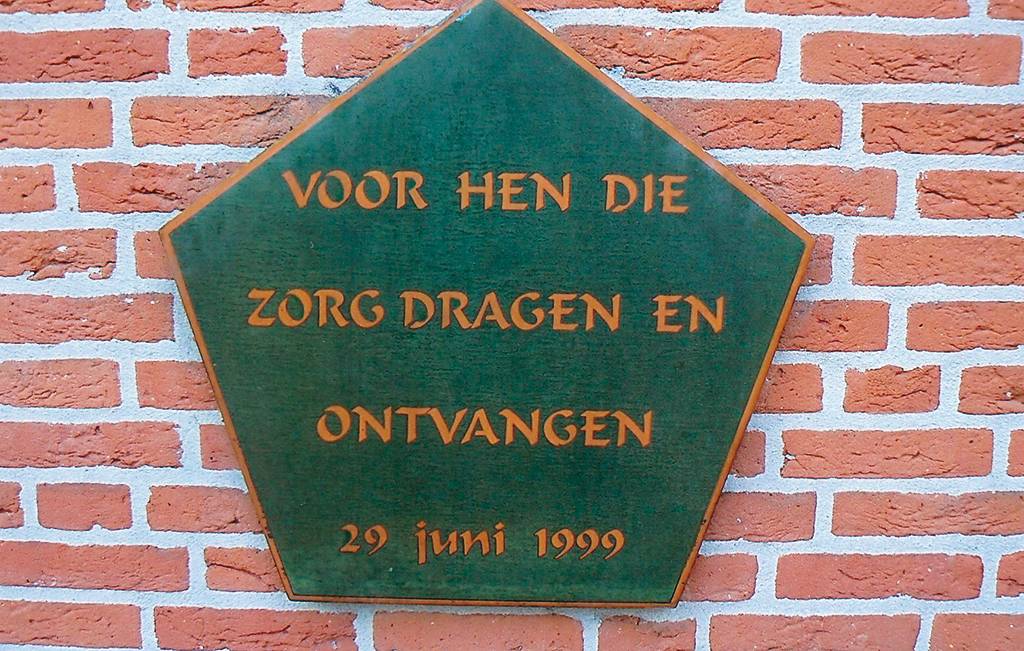 VOOR HEN DIE
ZORG DRAGEN EN
ONTVANGEN
29 juni 1999